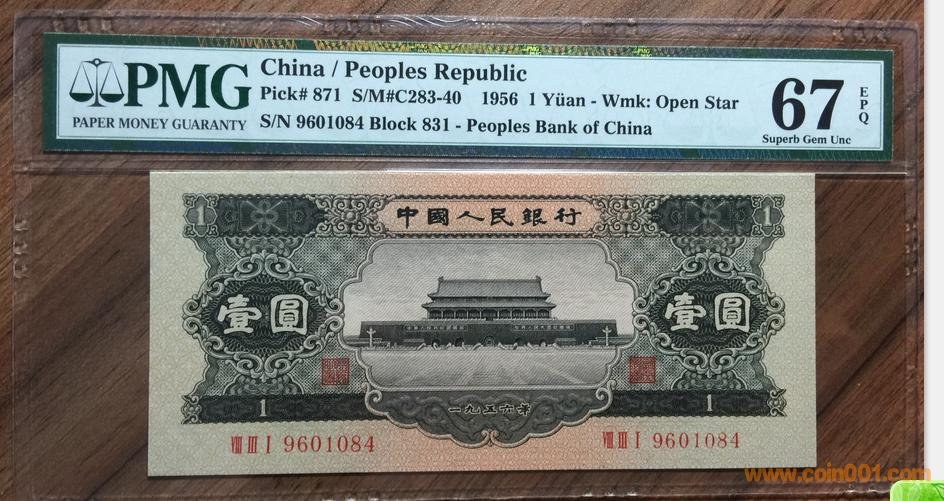 PMG
PAPER MONEY GUARANTY
China / Peoples Republic
Pick# 871 S/M#C283-40 1956 1 Yüan - Wmk: Open Star
S/N 9601084 Block 831 - Peoples Bank of China
67 EPQ
Superb Gem Unc
1 中國人民銀行 1
壹圓 壹圓
1 一九五六年 1
VIII III I 9601084 VIII III I 9601084
www.coin001.com